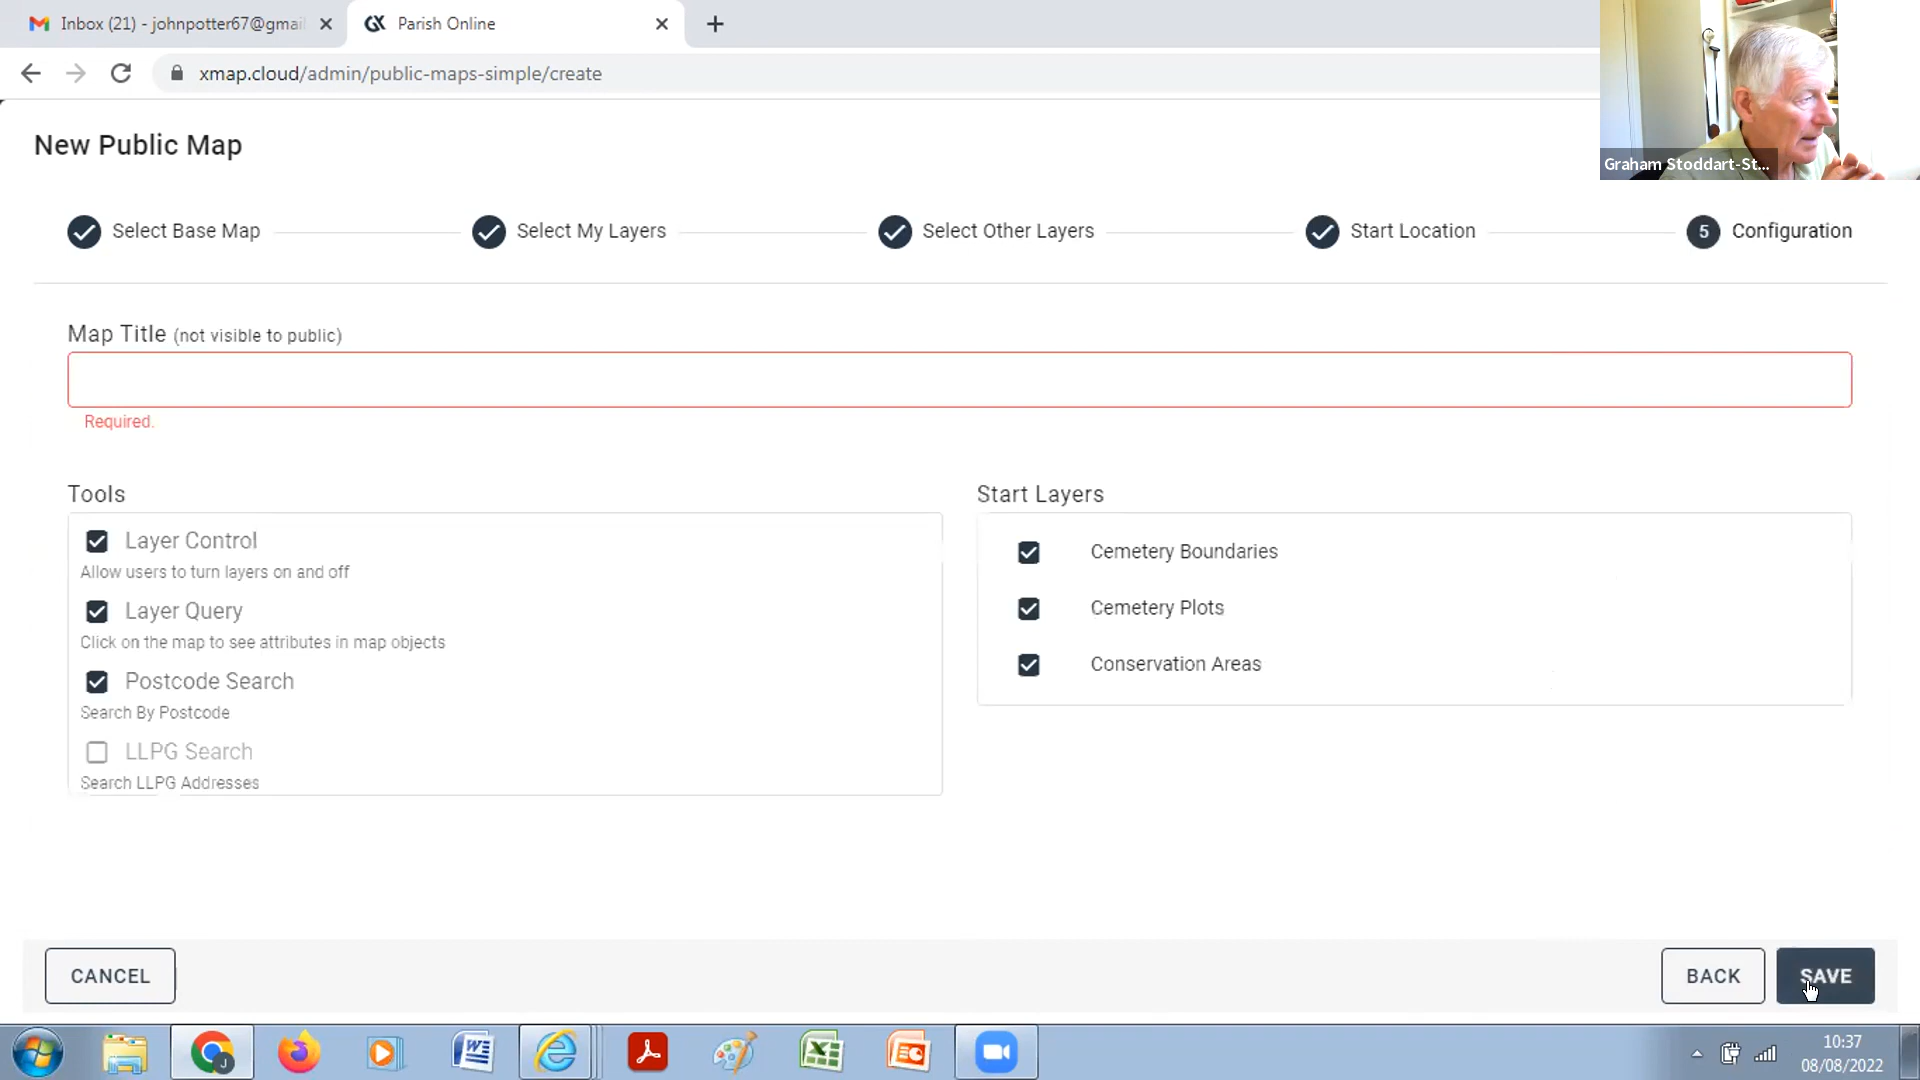 Inbox (21) - johnpotter67@gmai
Parish Online
xmap.cloud/admin/public-maps-simple/create
Graham Stoddart-St...
New Public Map
Select Base Map
Select My Layers
Select Other Layers
Start Location
5 Configuration
Map Title (not visible to public)
Required.
Tools
Layer Control
Allow users to turn layers on and off
Layer Query
Click on the map to see attributes in map objects
Postcode Search
Search By Postcode
LLPG Search
Search LLPG Addresses
Start Layers
Cemetery Boundaries
Cemetery Plots
Conservation Areas
CANCEL
BACK
SAVE
10:37
08/08/2022